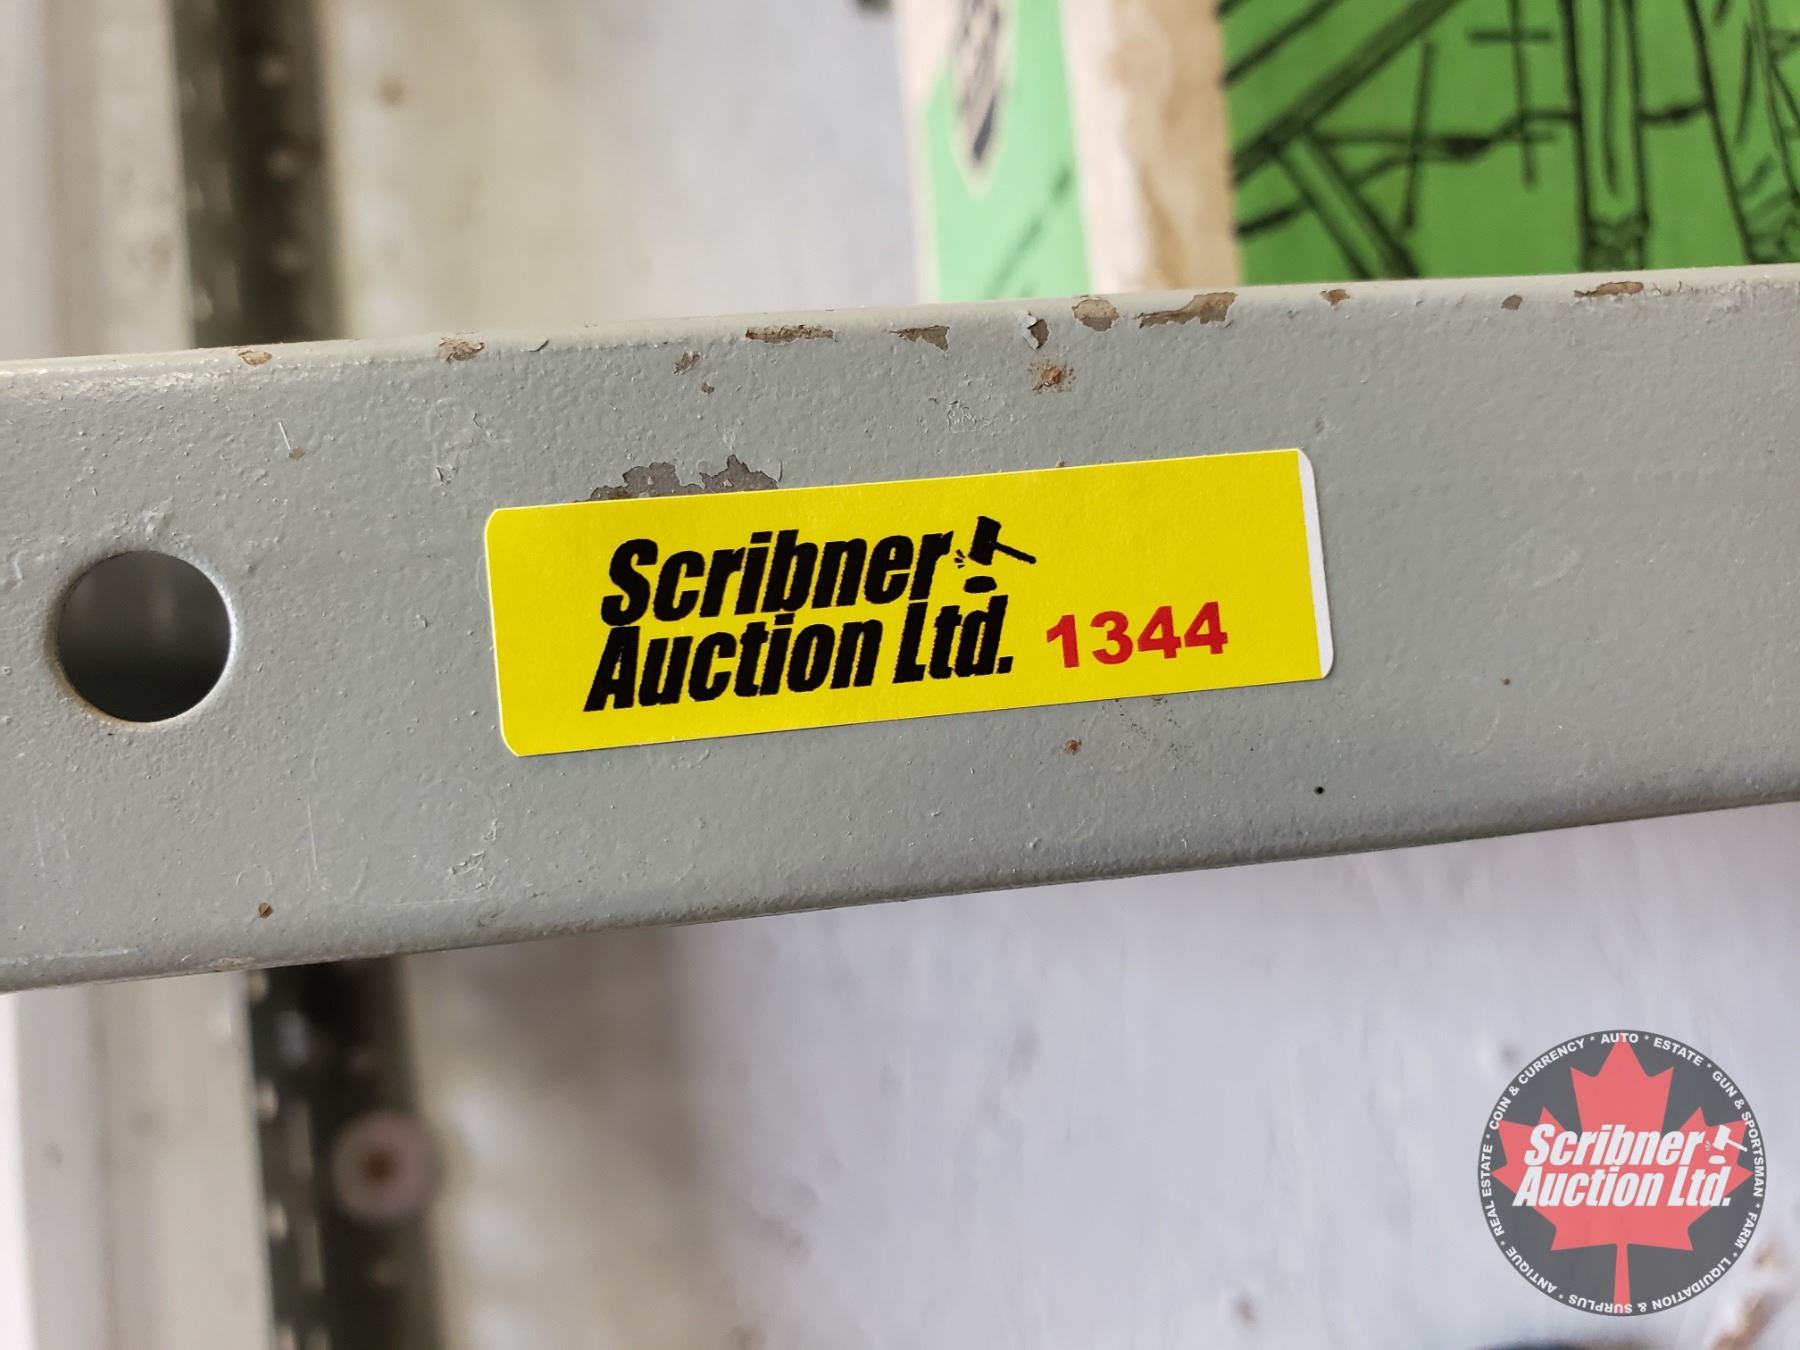 Scribner
Auction Ltd. 1344
COIN & CURRENCY * AUTO * ESTATE * GUN & SPORTSMAN * FARM * LIQUIDATION & SURPLUS * ANTIQUE * REAL ESTATE *
Scribner
Auction Ltd.